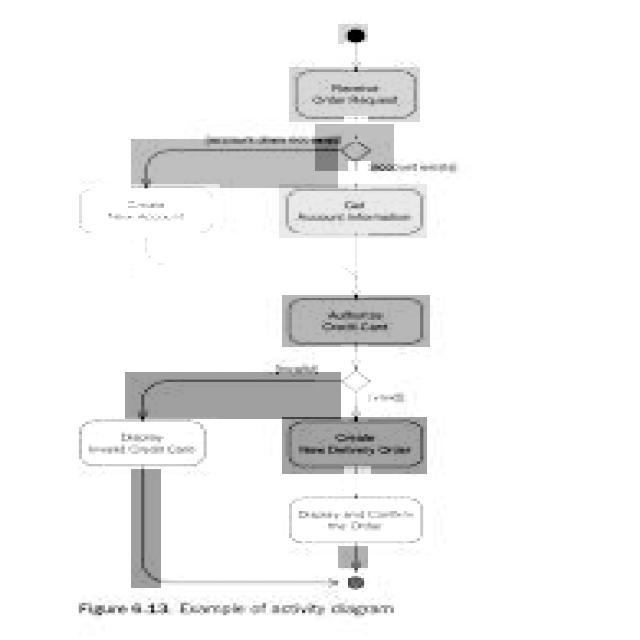 Receive
Order Request
[account does not exist]
[account exists]
Create
New Account
Get
Account Information
Authorize
Credit Card
[invalid]
[valid]
Display
Invalid Credit Card
Create
New Delivery Order
Display and Confirm
the Order
Figure 6.13. Example of activity diagram